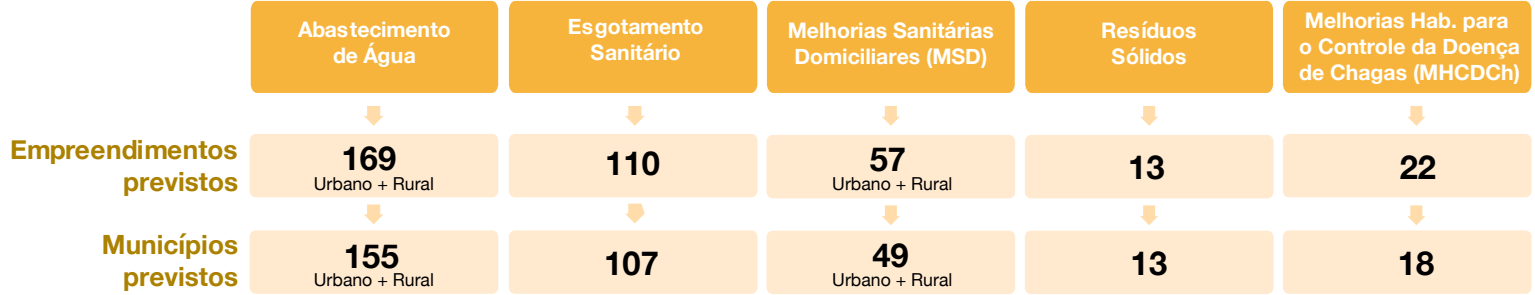 Abastecimento
de Água
Esgotamento
Sanitário
Melhorias Sanitárias
Domiciliares (MSD)
Resíduos
Sólidos
Melhorias Hab. para
o Controle da Doença
de Chagas (MHCDCh)
Empreendimentos
previstos
169
Urbano + Rural
110
57
Urbano + Rural
13
22
Municípios
previstos
155
Urbano + Rural
107
49
Urbano + Rural
13
18